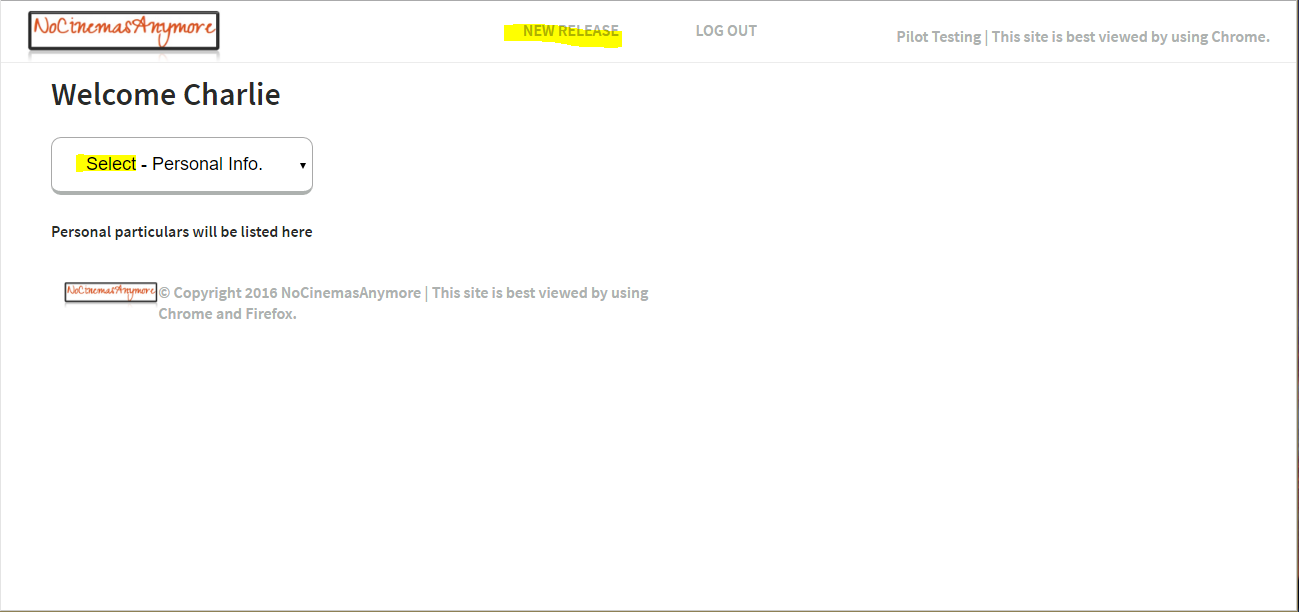 NoCinemasAnymore
NEW RELEASE
LOG OUT
Pilot Testing | This site is best viewed by using Chrome.
Welcome Charlie
Select - Personal Info.
Personal particulars will be listed here
NoCinemasAnymore
© Copyright 2016 NoCinemasAnymore | This site is best viewed by using
Chrome and Firefox.